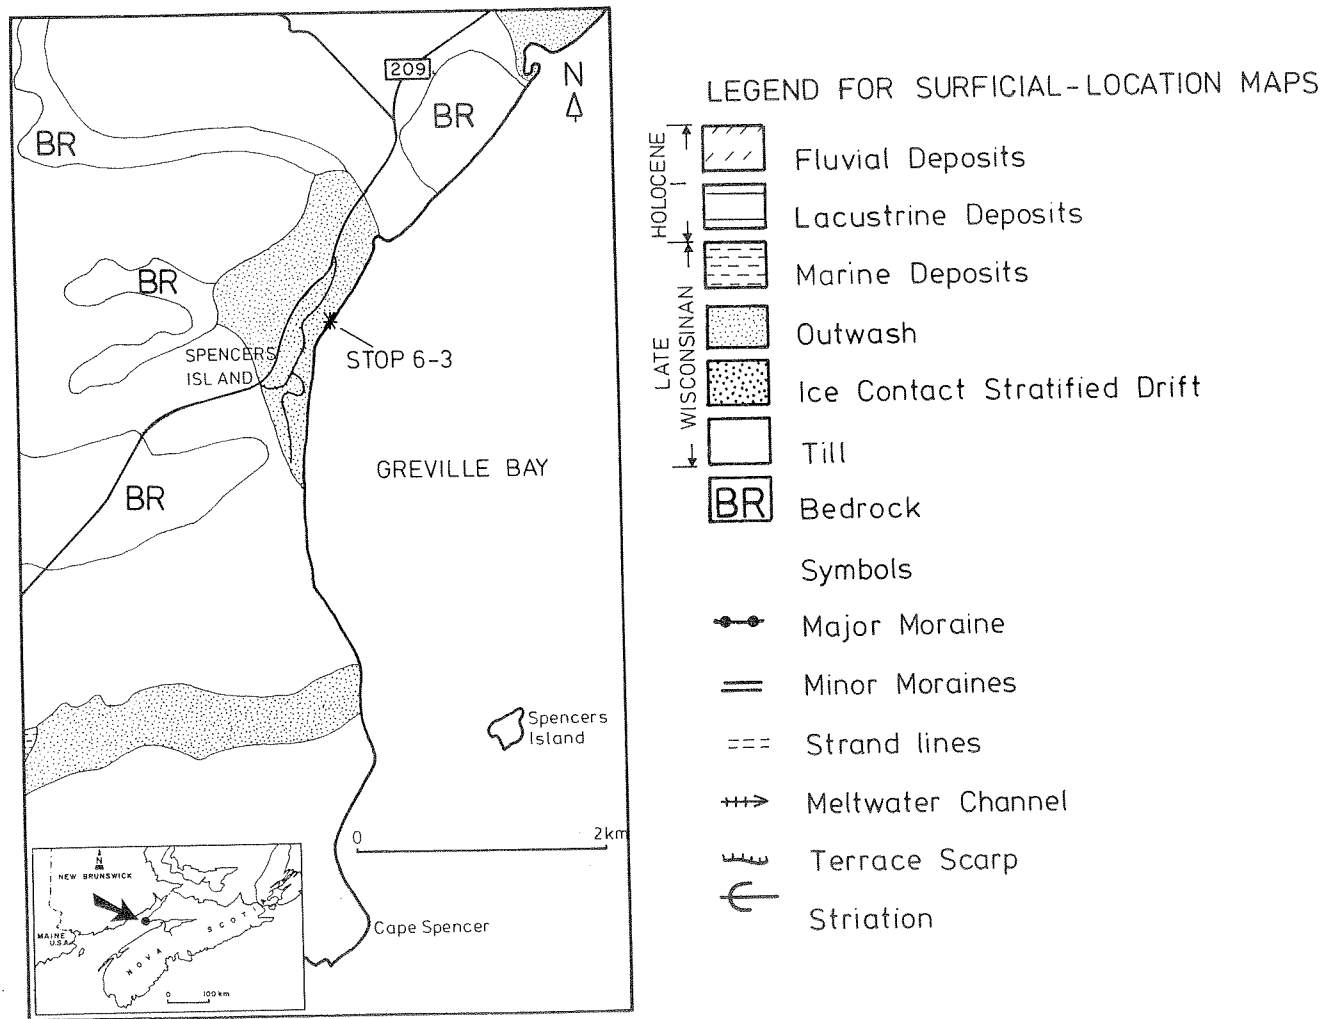 209
N
BR
BR
BR
SPENCERS
ISLAND
STOP 6-3
GREVILLE BAY
BR
Spencers
Island
0 2km
Cape Spencer
N
NEW BRUNSWICK
MAINE
U.S.A.
NOVA SCOTIA
0 100 km
LEGEND FOR SURFICIAL-LOCATION MAPS
HOLOCENE
Fluvial Deposits
Lacustrine Deposits
LATE
WISCONSINAN
Marine Deposits
Outwash
Ice Contact Stratified Drift
Till
BR Bedrock
Symbols
Major Moraine
Minor Moraines
Strand lines
Meltwater Channel
Terrace Scarp
Striation